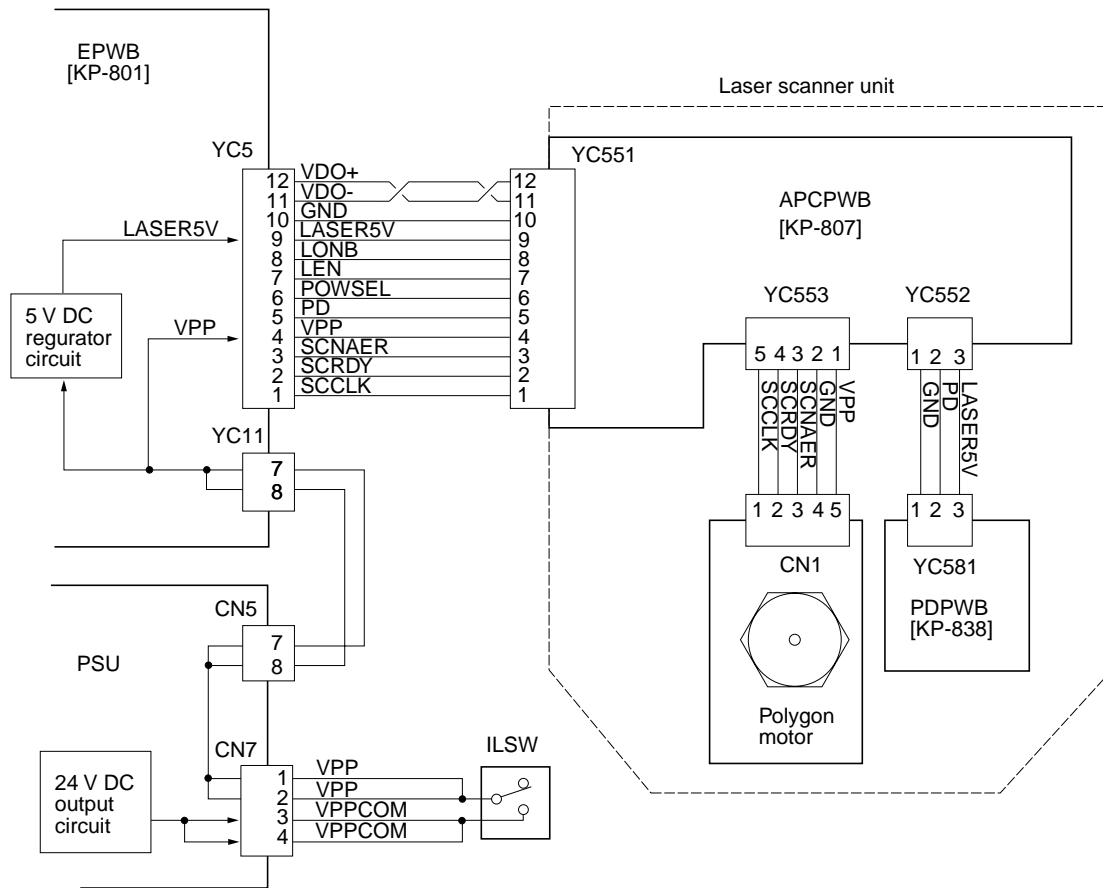 EPWB
[KP-801]
Laser scanner unit
YC5
YC551
12 VDO+ 12
11 VDO- 11
10 GND 10
9 LASER5V 9
8 LONB 8
7 LEN 7
6 POWSEL 6
5 PD 5
4 VPP 4
3 SCNAER 3
2 SCRDY 2
1 SCCLK 1
APCPWB
[KP-807]
LASER5V
5 V DC
regurator
circuit
VPP
YC553
5 4 3 2 1
YC552
1 2 3
SCCLK
SCRDY
SCNAER
GND
VPP
GND
PD
LASER5V
YC11
7
8
1 2 3 4 5
CN1
Polygon
motor
1 2 3
YC581
PDPWB
[KP-838]
CN5
7
8
PSU
CN7
24 V DC
output
circuit
1 VPP
2 VPP
3 VPPCOM
4 VPPCOM
ILSW